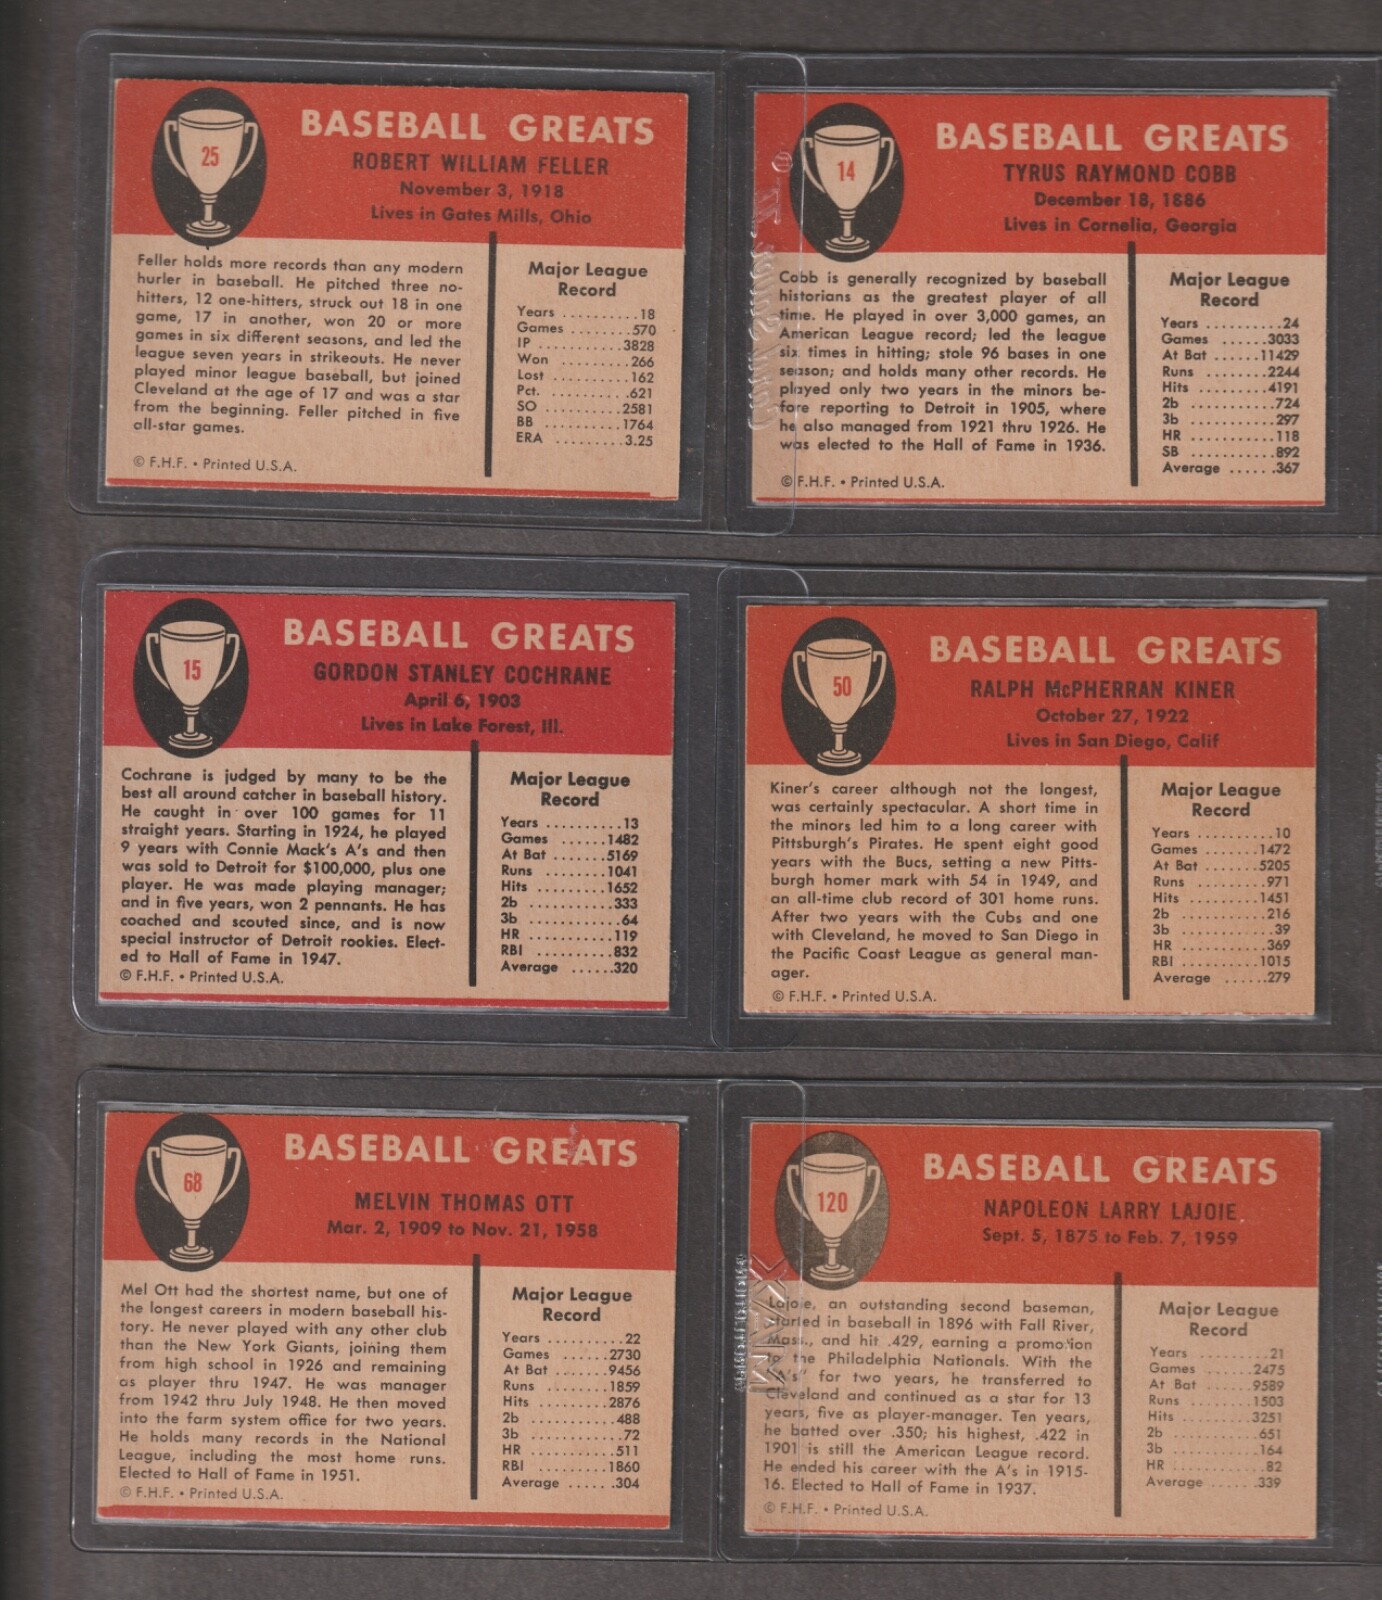 25
BASEBALL GREATS
ROBERT WILLIAM FELLER
November 3, 1918
Lives in Gates Mills, Ohio
Feller holds more records than any modern
hurler in baseball. He pitched three no-
hitters, 12 one-hitters, struck out 18 in one
game, 17 in another, won 20 or more
games in six different seasons, and led the
league seven years in strikeouts. He never
played minor league baseball, but joined
Cleveland at the age of 17 and was a star
from the beginning. Feller pitched in five
all-star games.
© F.H.F. • Printed U.S.A.
Major League
Record
Years ..........18
Games .......570
IP ..........3828
Won .........266
Lost .........162
Pct. .........621
SO .........2581
BB .........1764
ERA ........3.25
14
BASEBALL GREATS
TYRUS RAYMOND COBB
December 18, 1886
Lives in Cornelia, Georgia
Cobb is generally recognized by baseball
historians as the greatest player of all
time. He played in over 3,000 games, an
American League record; led the league
six times in hitting; stole 96 bases in one
season; and holds many other records. He
played only two years in the minors be-
fore reporting to Detroit in 1905, where
he also managed from 1921 thru 1926. He
was elected to the Hall of Fame in 1936.
© F.H.F. • Printed U.S.A.
Major League
Record
Years ..........24
Games ......3033
At Bat ......11429
Runs .......2244
Hits ........4191
2b ..........724
3b ..........297
HR ..........118
SB ..........892
Average ......367
15
BASEBALL GREATS
GORDON STANLEY COCHRANE
April 6, 1903
Lives in Lake Forest, Ill.
Cochrane is judged by many to be the
best all around catcher in baseball history.
He caught in over 100 games for 11
straight years. Starting in 1924, he played
9 years with Connie Mack's A's and then
was sold to Detroit for $100,000, plus one
player. He was made playing manager;
and in five years, won 2 pennants. He has
coached and scouted since, and is now
special instructor of Detroit rookies. Elect-
ed to Hall of Fame in 1947.
© F.H.F. • Printed U.S.A.
Major League
Record
Years ..........13
Games ......1482
At Bat .......5169
Runs ........1041
Hits ........1652
2b ..........333
3b ...........64
HR ..........119
RBI .........832
Average ......320
50
BASEBALL GREATS
RALPH McPHERRAN KINER
October 27, 1922
Lives in San Diego, Calif
Kiner's career although not the longest,
was certainly spectacular. A short time in
the minors led him to a long career with
Pittsburgh's Pirates. He spent eight good
years with the Bucs, setting a new Pitts-
burgh homer mark with 54 in 1949, and
an all-time club record of 301 home runs.
After two years with the Cubs and one
with Cleveland, he moved to San Diego in
the Pacific Coast League as general man-
ager.
© F.H.F. • Printed U.S.A.
Major League
Record
Years ..........10
Games .......1472
At Bat .......5205
Runs .........971
Hits ........1451
2b ..........216
3b ...........39
HR ..........369
RBI ........1015
Average ......279
68
BASEBALL GREATS
MELVIN THOMAS OTT
Mar. 2, 1909 to Nov. 21, 1958
Mel Ott had the shortest name, but one of
the longest careers in modern baseball his-
tory. He never played with any other club
than the New York Giants, joining them
from high school in 1926 and remaining
as player thru 1947. He was manager
from 1942 thru July 1948. He then moved
into the farm system office for two years.
He holds many records in the National
League, including the most home runs.
Elected to Hall of Fame in 1951.
© F.H.F. • Printed U.S.A.
Major League
Record
Years ..........22
Games ......2730
At Bat .......9456
Runs ........1859
Hits ........2876
2b ..........488
3b ...........72
HR ..........511
RBI ........1860
Average ......304
120
BASEBALL GREATS
NAPOLEON LARRY LAJOIE
Sept. 5, 1875 to Feb. 7, 1959
Lajoie, an outstanding second baseman,
started in baseball in 1896 with Fall River,
Mass., and hit .429, earning a promotion
to the Philadelphia Nationals. With the
"A's" for two years, he transferred to
Cleveland and continued as a star for 13
years, five as player-manager. Ten years,
he batted over .350; his highest, .422 in
1901 is still the American League record.
He ended his career with the A's in 1915-
16. Elected to Hall of Fame in 1937.
© F.H.F. • Printed U.S.A.
Major League
Record
Years ..........21
Games .......2475
At Bat .......9589
Runs ........1503
Hits ........3251
2b ..........651
3b ..........164
HR ...........82
Average ......339